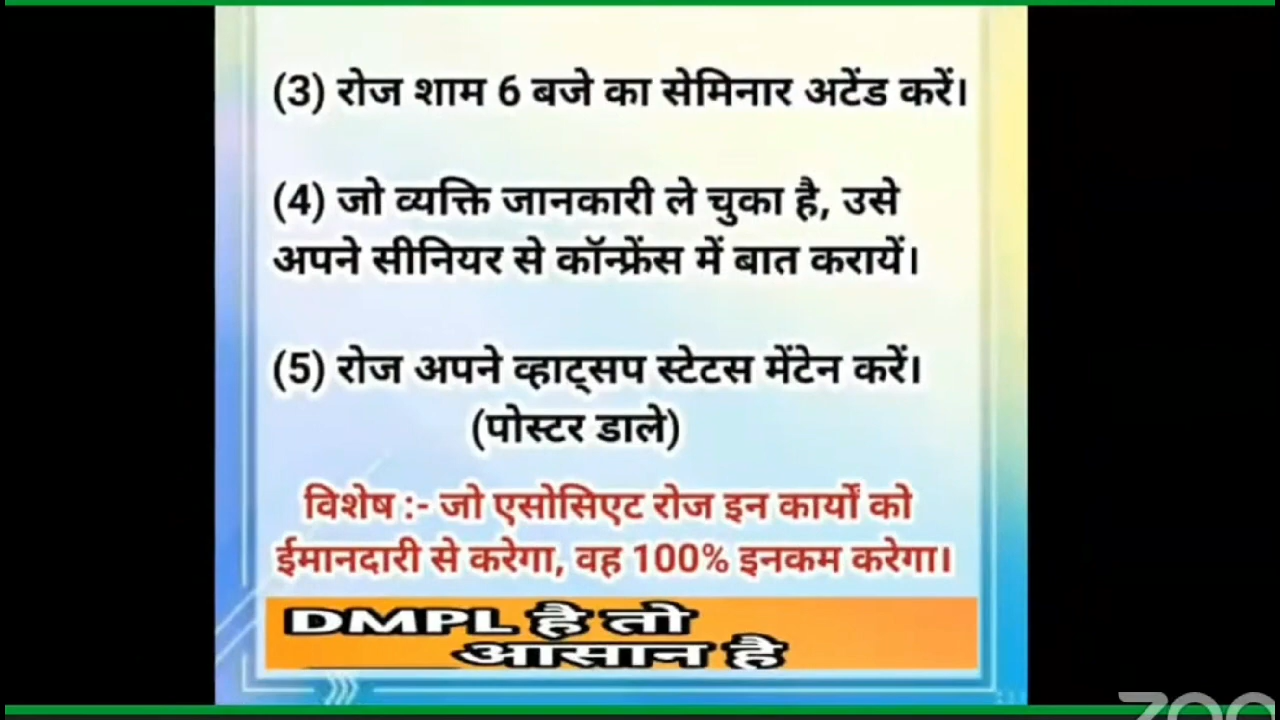 (3) रोज शाम 6 बजे का सेमिनार अटेंड करें।
(4) जो व्यक्ति जानकारी ले चुका है, उसे
अपने सीनियर से कॉन्फ्रेंस में बात करायें।
(5) रोज अपने व्हाट्सप स्टेटस मेंटेन करें।
(पोस्टर डाले)
विशेष :- जो एसोसिएट रोज इन कार्यों को
ईमानदारी से करेगा, वह 100% इनकम करेगा।
DMPL है तो
आसान है